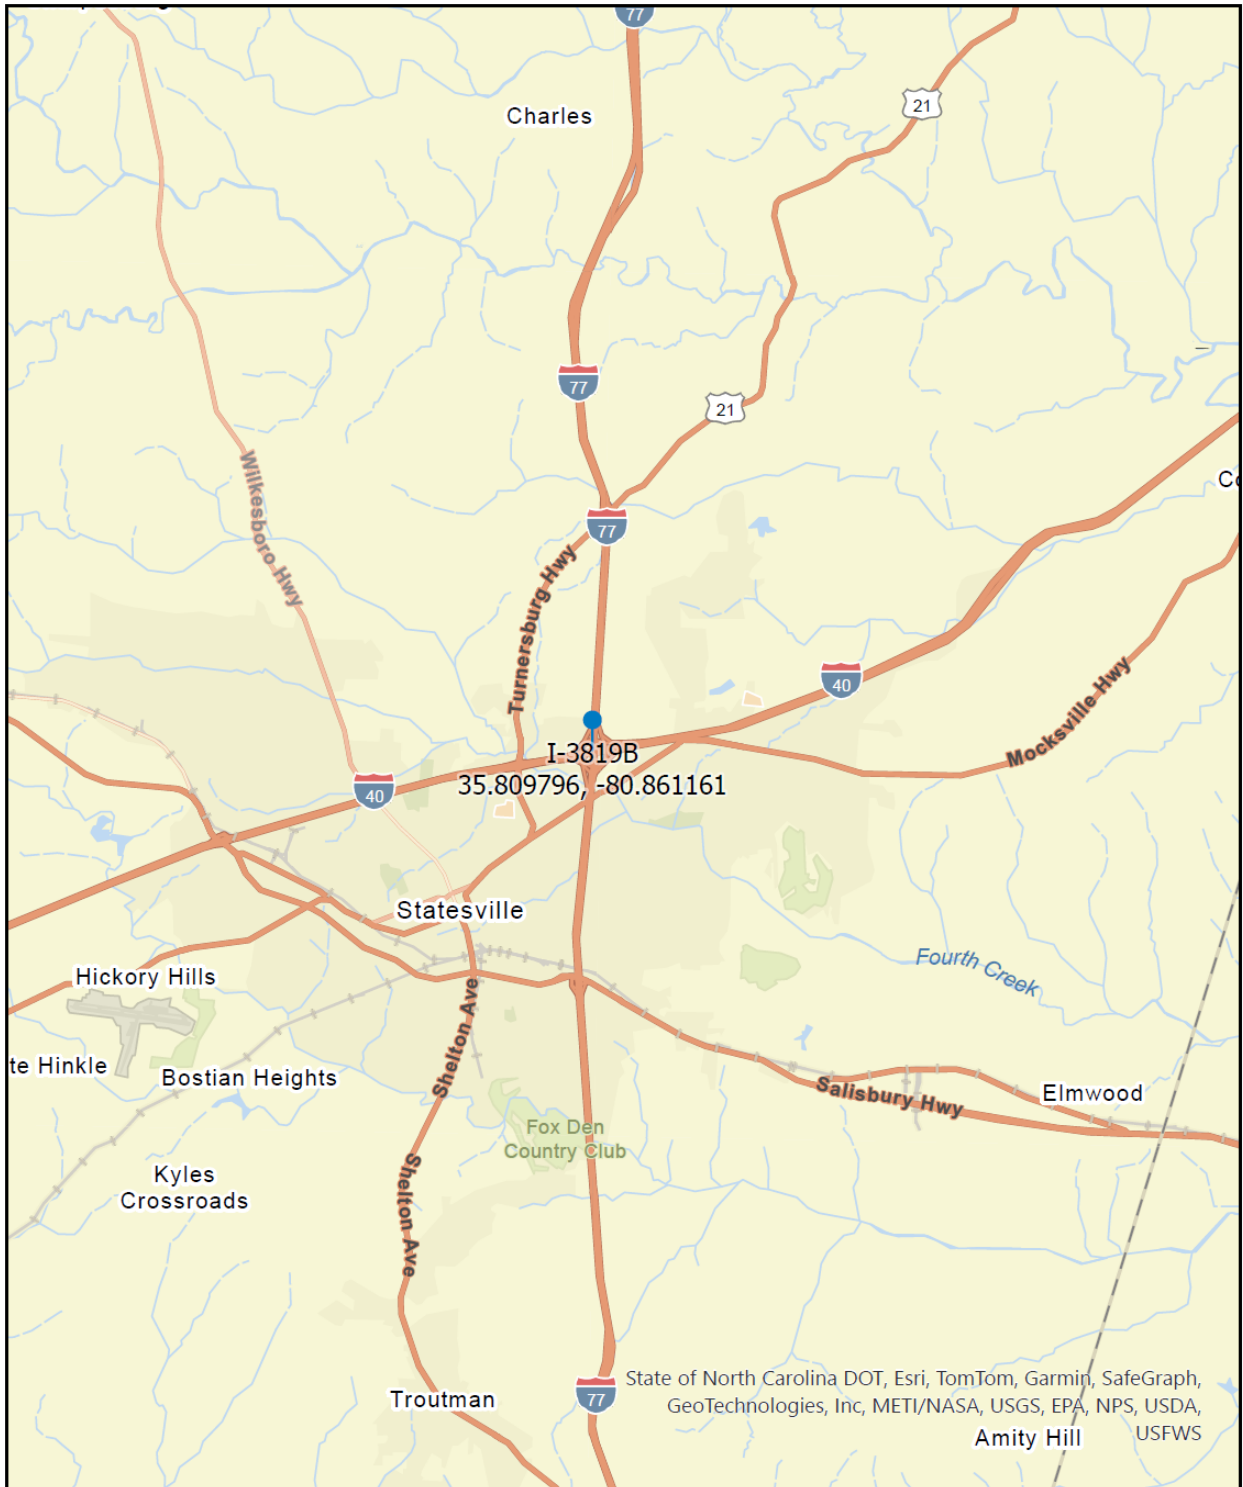 77
Charles
21
77
21
Wilkesboro Hwy
77
Turnersburg Hwy
40
Mocksville Hwy
I-3819B
35.809796, -80.861161
40
Statesville
Fourth Creek
Hickory Hills
Shelton Ave
te Hinkle
Bostian Heights
Salisbury Hwy
Elmwood
Fox Den
Country Club
Kyles
Crossroads
Shelton Ave
State of North Carolina DOT, Esri, TomTom, Garmin, SafeGraph,
GeoTechnologies, Inc, METI/NASA, USGS, EPA, NPS, USDA,
USFWS
Troutman
77
Amity Hill